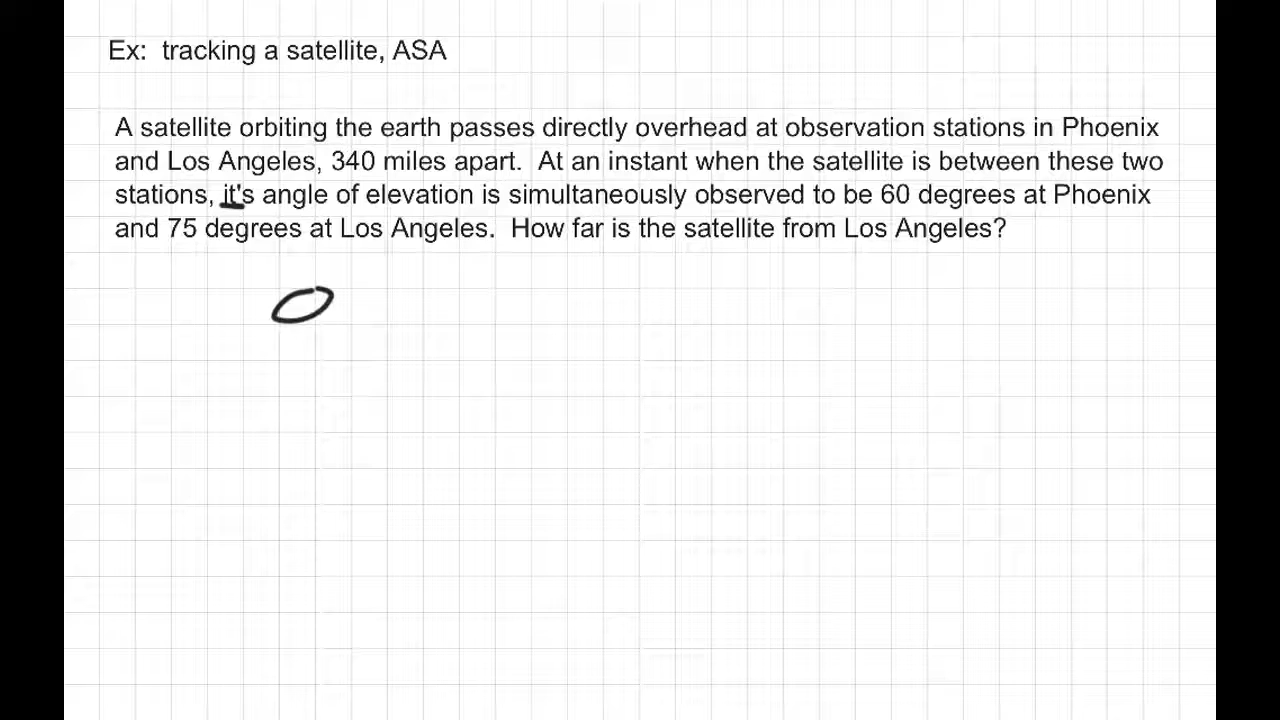 Ex: tracking a satellite, ASA
A satellite orbiting the earth passes directly overhead at observation stations in Phoenix
and Los Angeles, 340 miles apart. At an instant when the satellite is between these two
stations, it's angle of elevation is simultaneously observed to be 60 degrees at Phoenix
and 75 degrees at Los Angeles. How far is the satellite from Los Angeles?